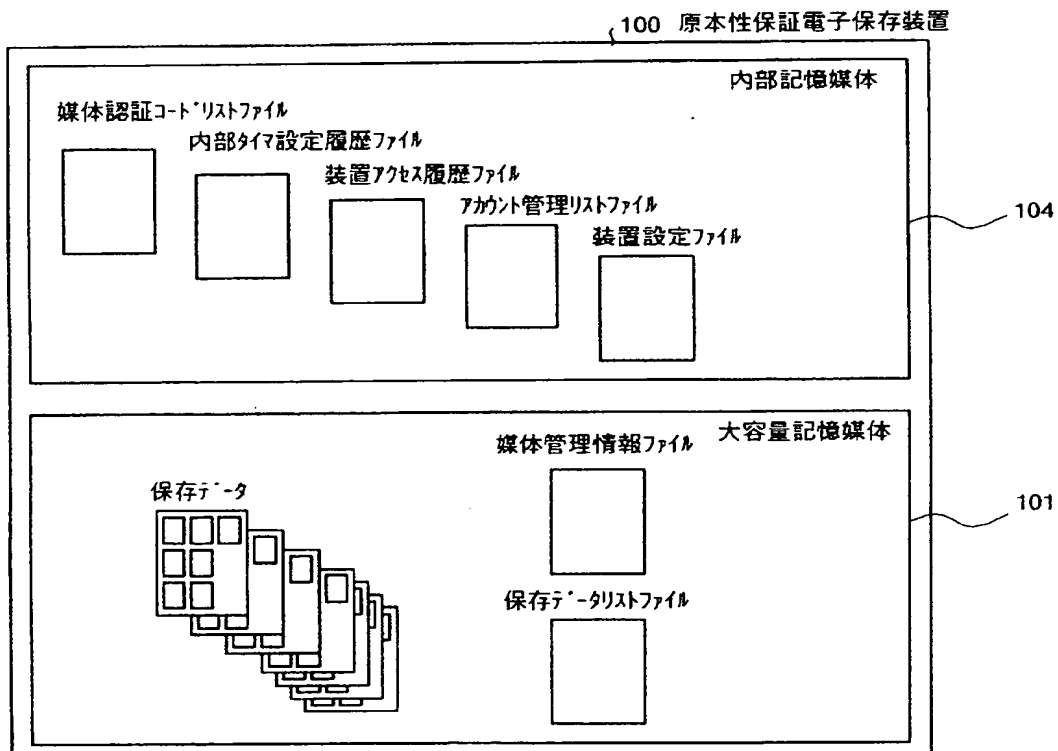 100 原本性保証電子保存装置
内部記憶媒体
媒体認証コードリストファイル
内部タイマ設定履歴ファイル
装置アクセス履歴ファイル
アカウント管理リストファイル
装置設定ファイル
104
大容量記憶媒体
媒体管理情報ファイル
保存データ
101
保存データリストファイル